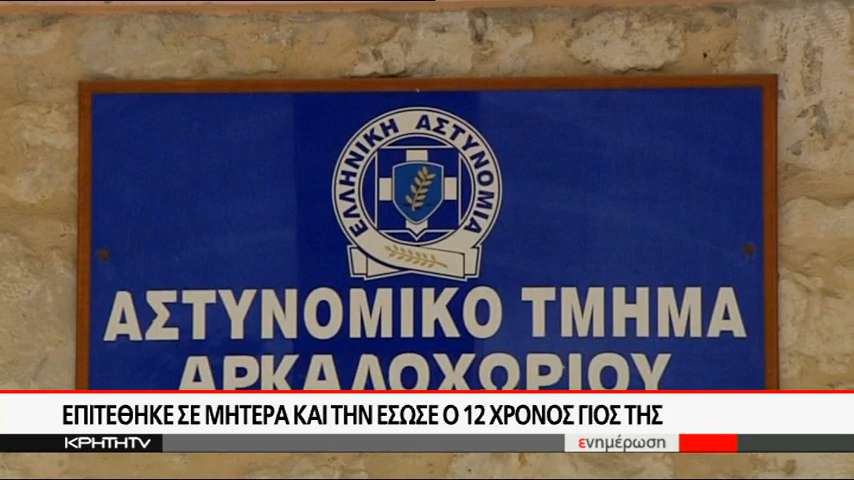 ΕΛΛΗΝΙΚΗ ΑΣΤΥΝΟΜΙΑ
ΑΣΤΥΝΟΜΙΚΟ ΤΜΗΜΑ
ΑΡΚΑΛΟΧΩΡΙΟΥ
ΕΠΙΤΕΘΗΚΕ ΣΕ ΜΗΤΕΡΑ ΚΑΙ ΤΗΝ ΕΣΩΣΕ Ο 12 ΧΡΟΝΟΣ ΓΙΟΣ ΤΗΣ
ΚΡΗΤΗTV ενημέρωση